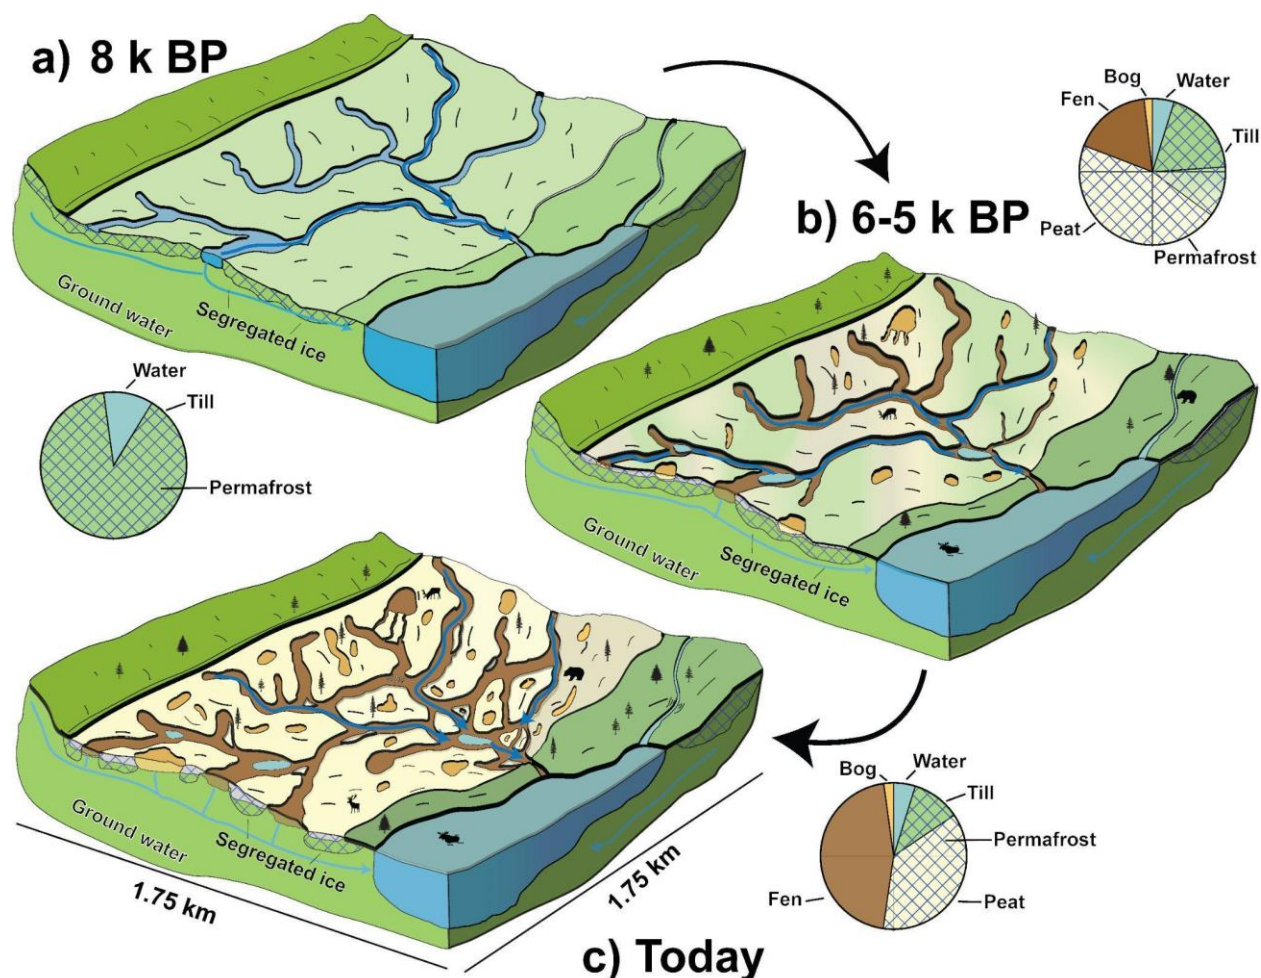 a) 8 k BP
Ground water
Segregated ice
Water
Till
Permafrost
Bog
Water
Fen
Till
Peat
Permafrost
b) 6-5 k BP
Ground water
Segregated ice
Ground water
Segregated ice
1.75 km
1.75 km
Bog
Water
Till
Permafrost
Fen
Peat
c) Today